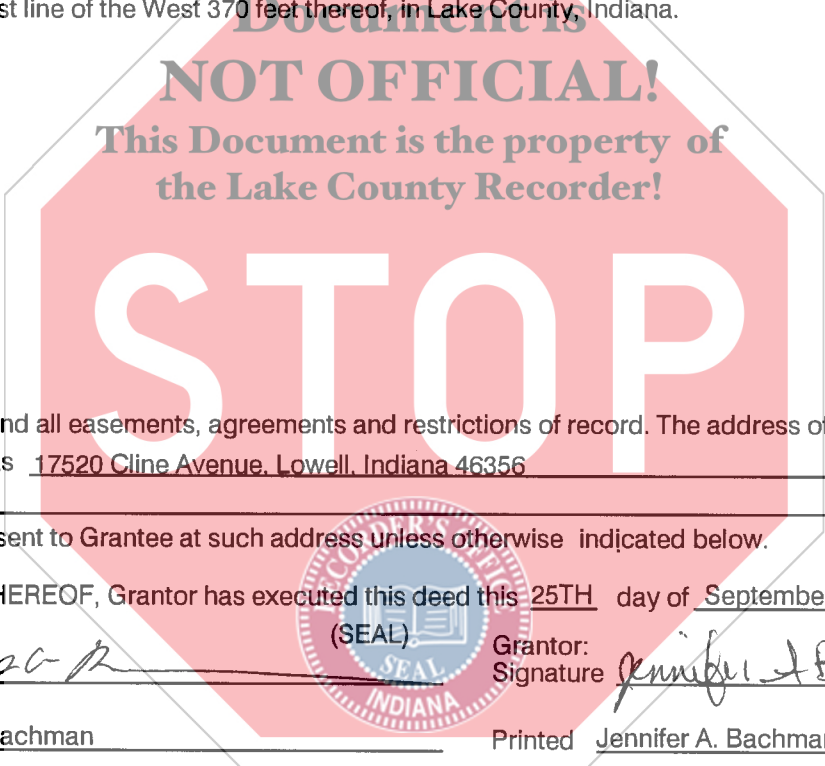 st line of the West 370 feet thereof, in Lake County, Indiana.
Document is
NOT OFFICIAL!
This Document is the property of
the Lake County Recorder!
STOP
nd all easements, agreements and restrictions of record. The address of
s 17520 Cline Avenue, Lowell, Indiana 46356
sent to Grantee at such address unless otherwise indicated below.
HEREOF, Grantor has executed this deed this 25TH day of Septembe
(SEAL)
Grantor:
Signature Jennifer A B
RECORDER'S OFFICE
SEAL
INDIANA
achman
Printed Jennifer A. Bachman